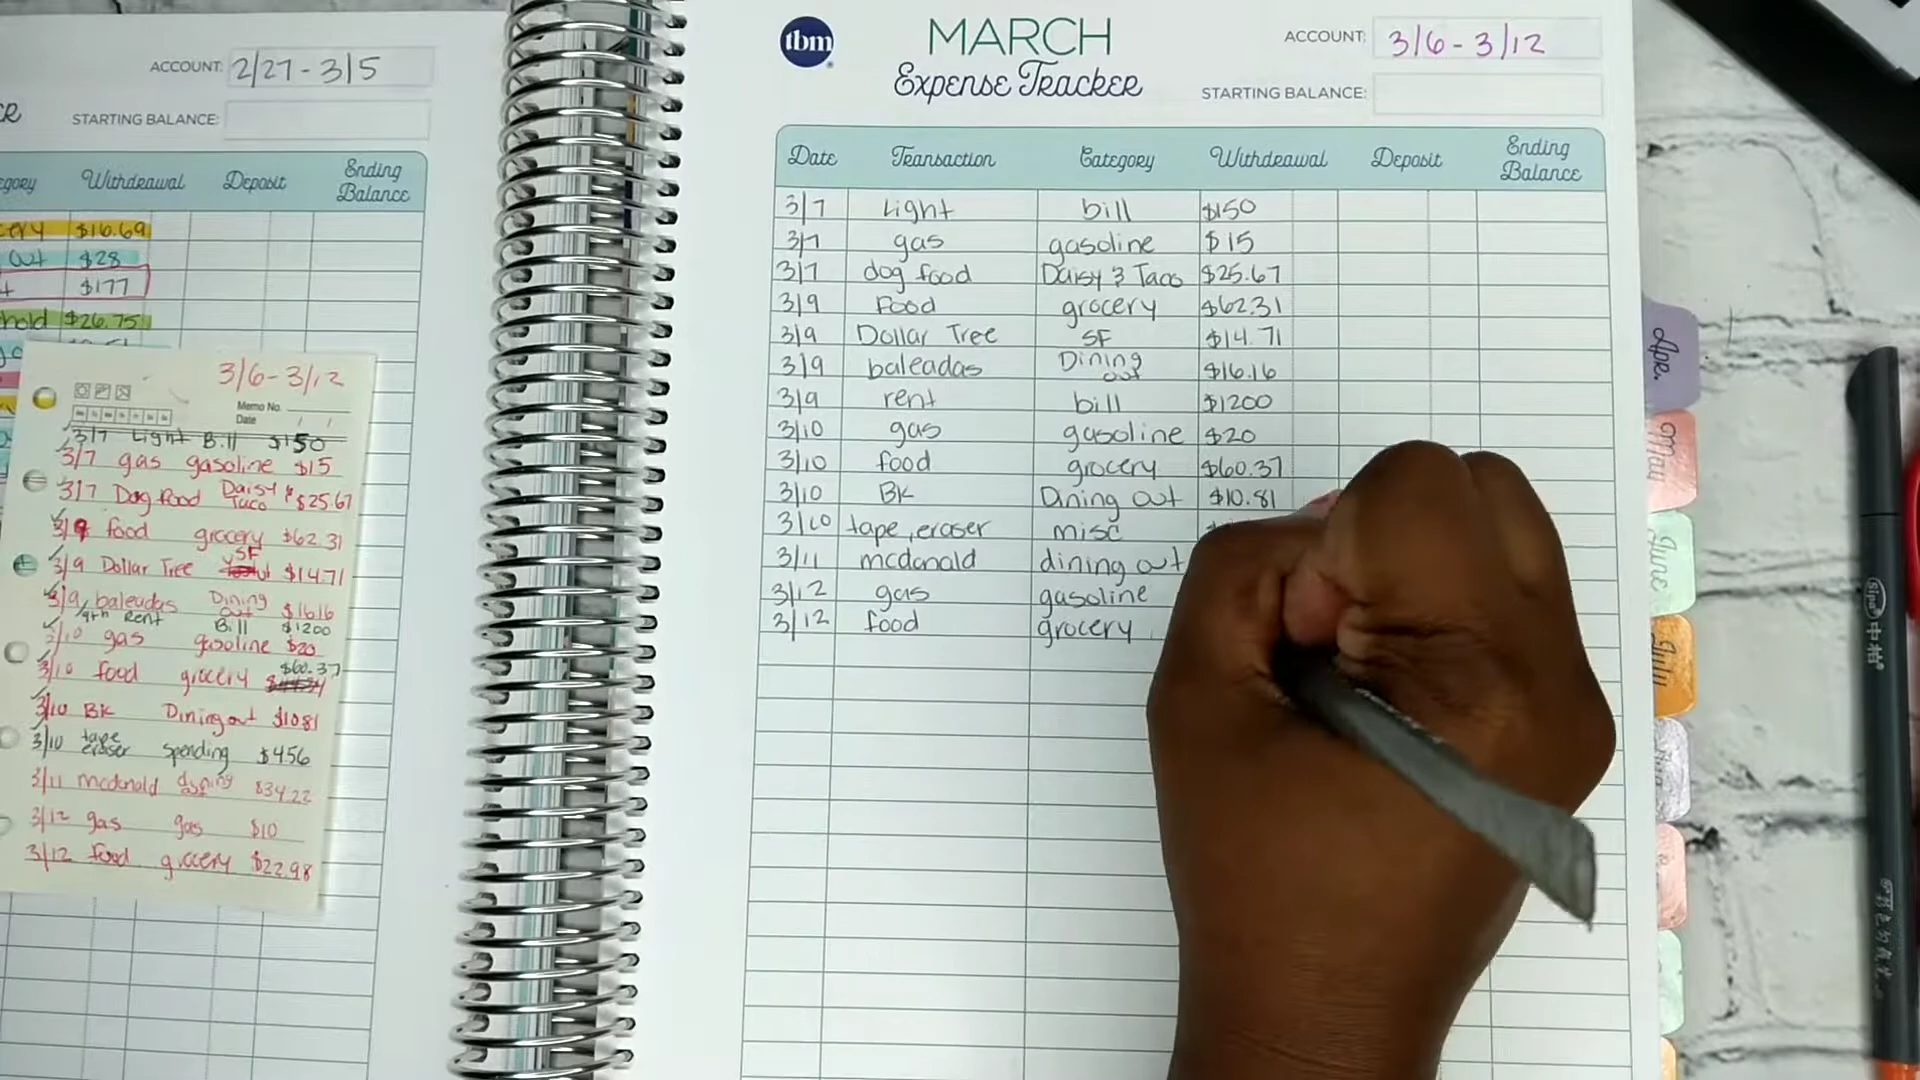 ACCOUNT: 2/27 - 3/5
STARTING BALANCE:
Withdrawal Deposit Ending Balance
$16.69
out $28
$177
hold $26.75
3/6 - 3/12
Memo No.
Date / /
3/7 Light Bill $150
3/7 gas gasoline $15
3/7 Dog food Daisy & Taco $25.67
3/9 food grocery $62.31
3/9 Dollar Tree SF $14.71
3/9 baleadas Dining out $16.16
9th Rent Bill $1200
3/10 gas gasoline $20
3/10 food grocery $60.37
3/10 BK Dining out $10.81
3/10 tape eraser spending $4.56
3/11 mcdonald dining out $34.22
3/12 gas gas $10
3/12 food grocery $22.98
tbm
MARCH
Expense Tracker
ACCOUNT: 3/6 - 3/12
STARTING BALANCE:
Date Transaction Category Withdrawal Deposit Ending Balance
3/7 Light bill $150
3/7 gas gasoline $15
3/7 dog food Daisy & Taco $25.67
3/9 Food grocery $62.31
3/9 Dollar Tree SF $14.71
3/9 baleadas Dining out $16.16
3/9 rent bill $1200
3/10 gas gasoline $20
3/10 food grocery $60.37
3/10 BK Dining out $10.81
3/10 tape, eraser misc
3/11 mcdonald dining out
3/12 gas gasoline
3/12 food grocery
Apr.
May
June
July